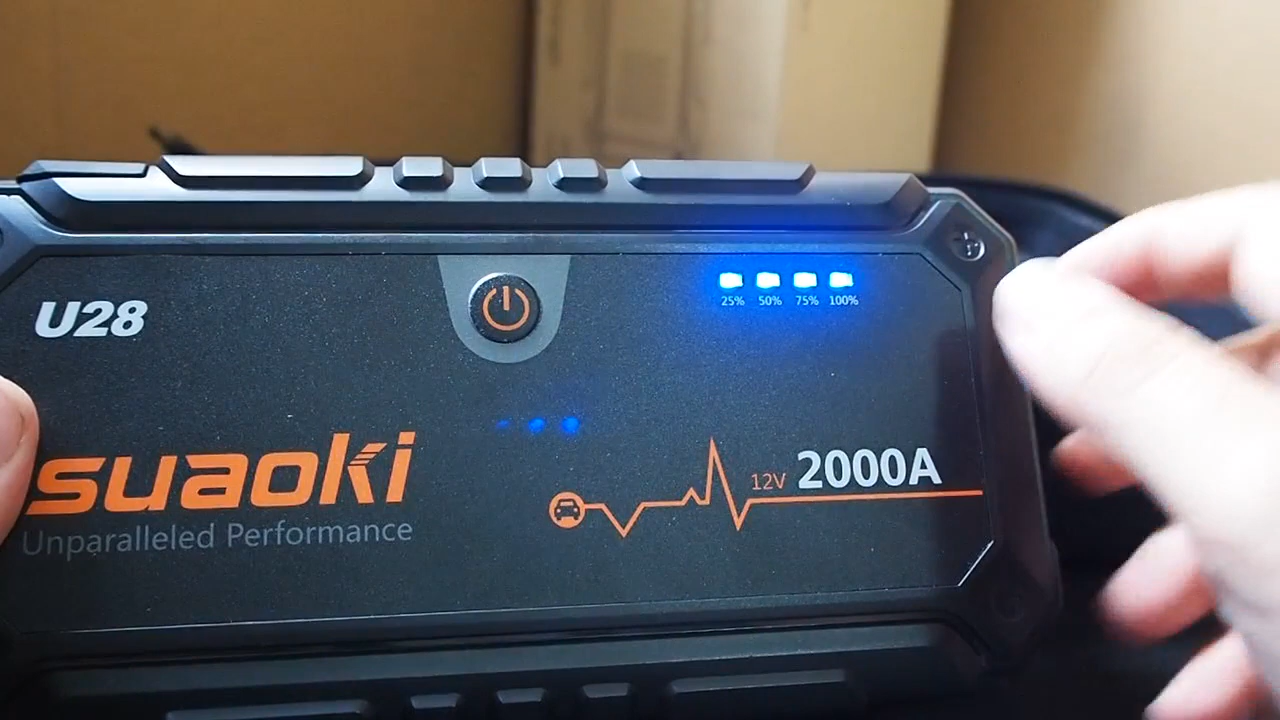 U28
25% 50% 75% 100%
suaoki
Unparalleled Performance
12V 2000A